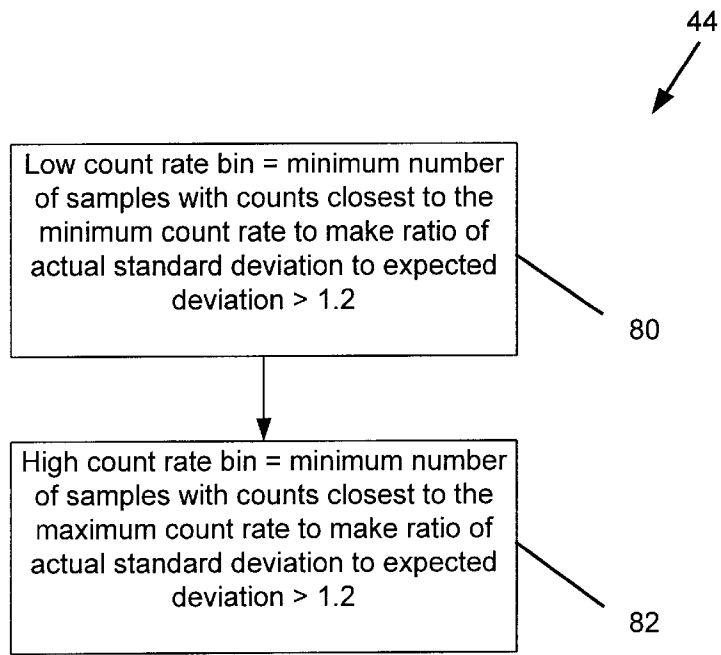 44
Low count rate bin = minimum number
of samples with counts closest to the
minimum count rate to make ratio of
actual standard deviation to expected
deviation > 1.2
80
High count rate bin = minimum number
of samples with counts closest to the
maximum count rate to make ratio of
actual standard deviation to expected
deviation > 1.2
82